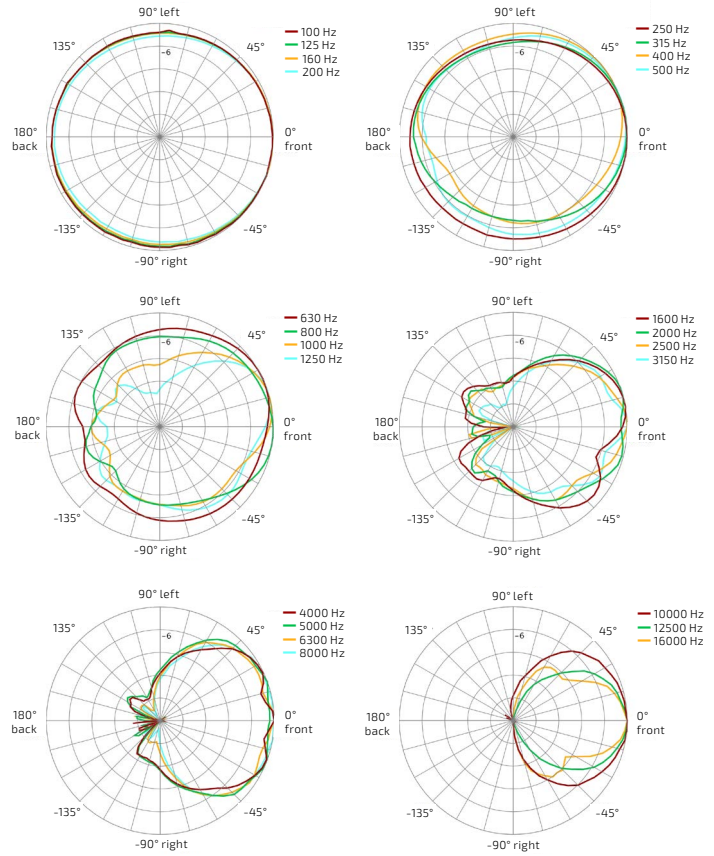 90° left
135°
45°
-6
180°
back
0°
front
-135°
-45°
-90° right
100 Hz
125 Hz
160 Hz
200 Hz
90° left
135°
45°
-6
180°
back
0°
front
-135°
-45°
-90° right
250 Hz
315 Hz
400 Hz
500 Hz
90° left
135°
45°
-6
180°
back
0°
front
-135°
-45°
-90° right
630 Hz
800 Hz
1000 Hz
1250 Hz
90° left
135°
45°
-6
180°
back
0°
front
-135°
-45°
-90° right
1600 Hz
2000 Hz
2500 Hz
3150 Hz
90° left
135°
45°
-6
180°
back
0°
front
-135°
-45°
-90° right
4000 Hz
5000 Hz
6300 Hz
8000 Hz
90° left
135°
45°
-6
180°
back
0°
front
-135°
-45°
-90° right
10000 Hz
12500 Hz
16000 Hz